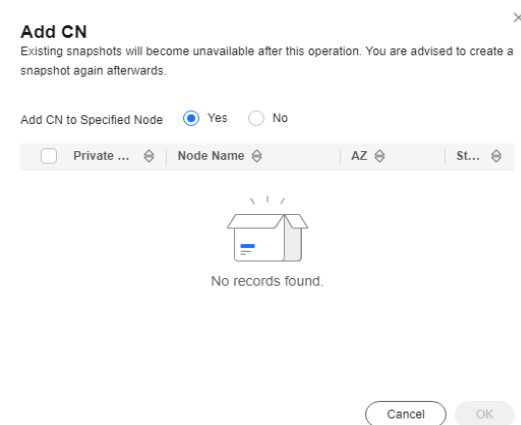 Add CN
Existing snapshots will become unavailable after this operation. You are advised to create a
snapshot again afterwards.
Add CN to Specified Node Yes No
Private ... Node Name AZ St...
No records found.
Cancel OK